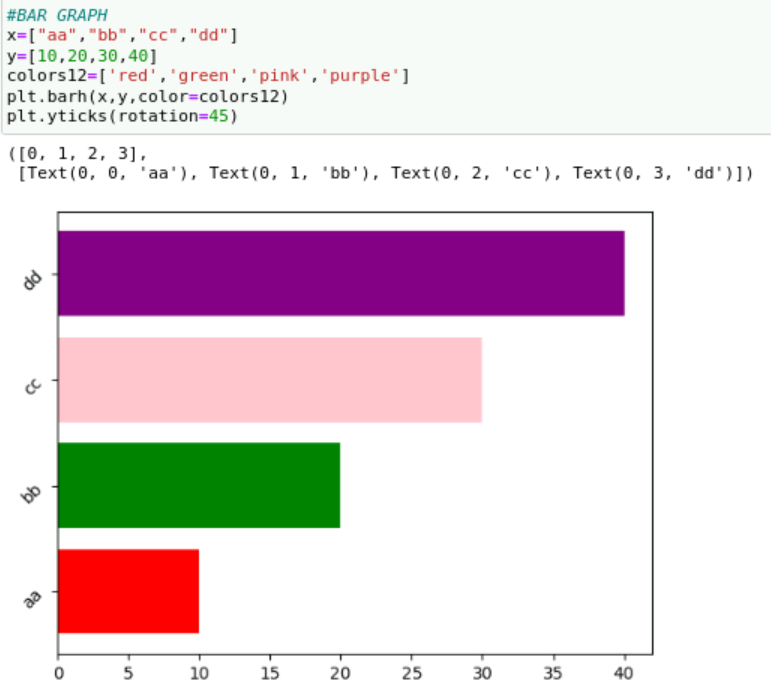 #BAR GRAPH
x=["aa","bb","cc","dd"]
y=[10,20,30,40]
colors12=['red','green','pink','purple']
plt.barh(x,y,color=colors12)
plt.yticks(rotation=45)
([0, 1, 2, 3],
 [Text(0, 0, 'aa'), Text(0, 1, 'bb'), Text(0, 2, 'cc'), Text(0, 3, 'dd')])
dd
cc
bb
aa
0 5 10 15 20 25 30 35 40